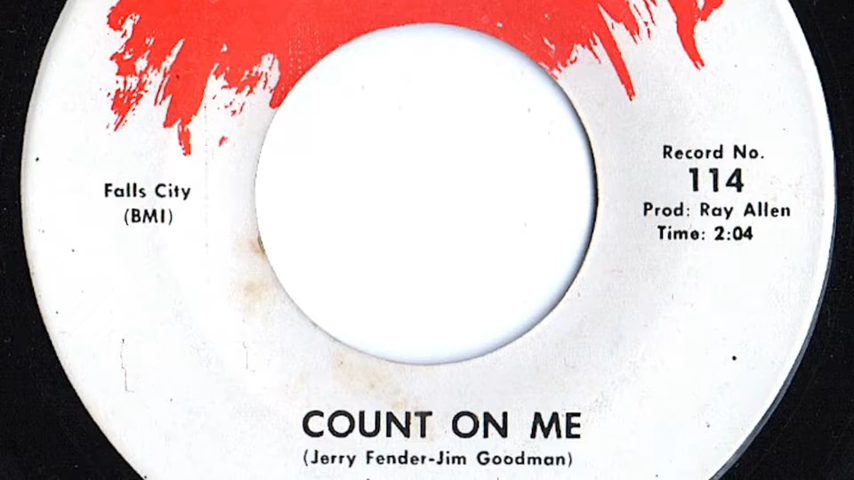 Falls City
(BMI)
Record No.
114
Prod: Ray Allen
Time: 2:04
COUNT ON ME
(Jerry Fender-Jim Goodman)